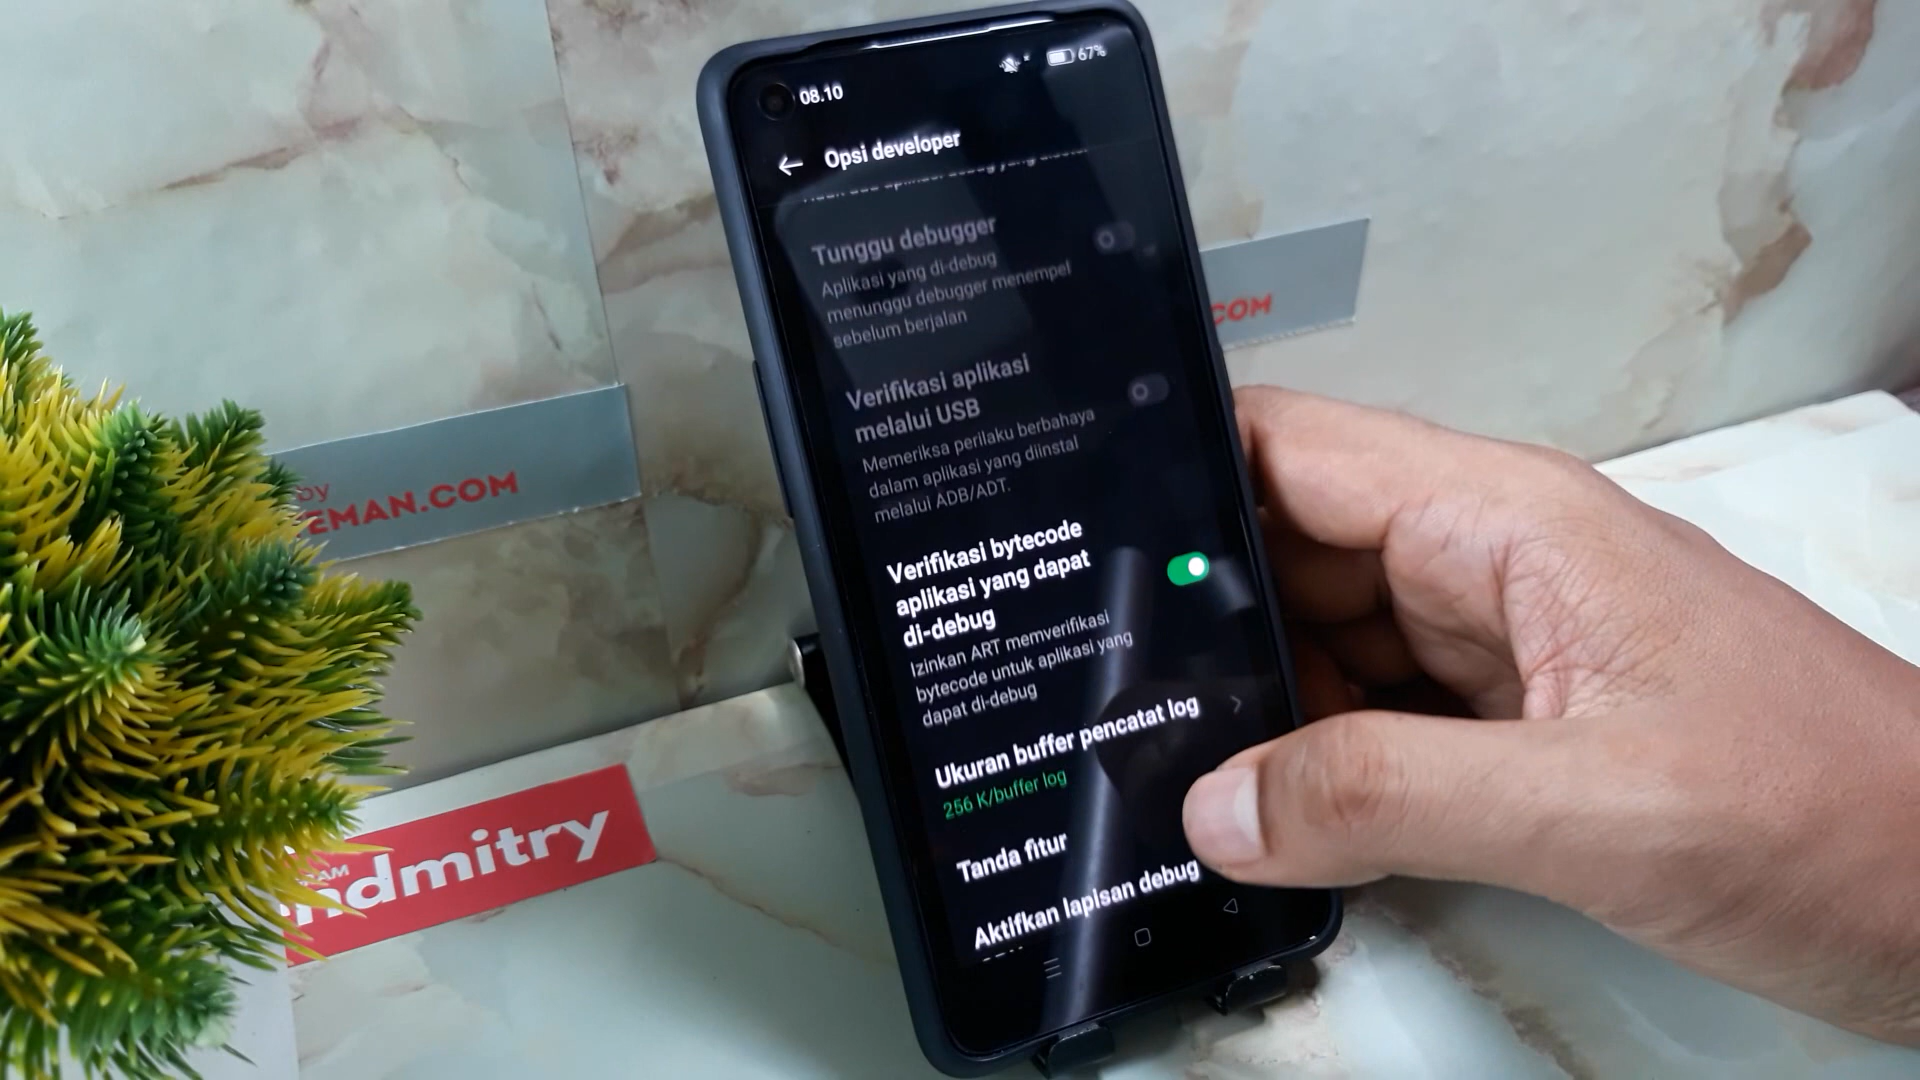 08.10
67%
Opsi developer
Tunggu debugger
Aplikasi yang di-debug
menunggu debugger menempel
sebelum berjalan
Verifikasi aplikasi
melalui USB
Memeriksa perilaku berbahaya
dalam aplikasi yang diinstal
melalui ADB/ADT.
Verifikasi bytecode
aplikasi yang dapat
di-debug
Izinkan ART memverifikasi
bytecode untuk aplikasi yang
dapat di-debug
Ukuran buffer pencatat log
256 K/buffer log
Tanda fitur
Aktifkan lapisan debug
by
EMAN.COM
COM
ndmitry